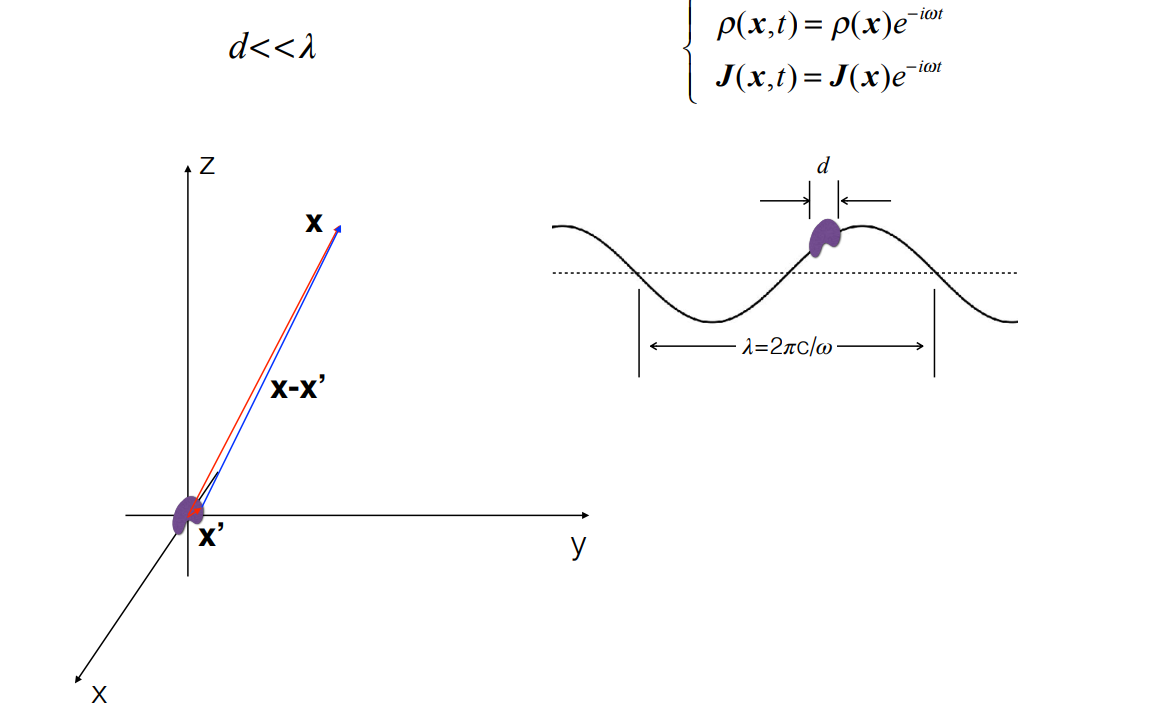 d<<λ
ρ(x,t) = ρ(x)e^{-iωt}
J(x,t) = J(x)e^{-iωt}
z
x
x-x’
x’
y
x
d
λ=2πc/ω